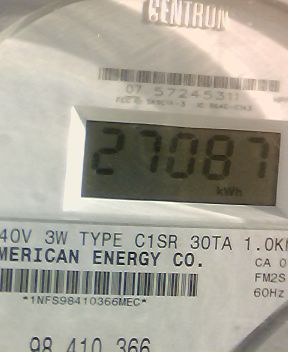 CENTRON
07 57245311
27087
kWh
40V 3W TYPE C1SR 30TA 1.0K
MERICAN ENERGY CO.
CA 0
FM2S
60Hz
*1NFS98410366MEC*
98 410 366